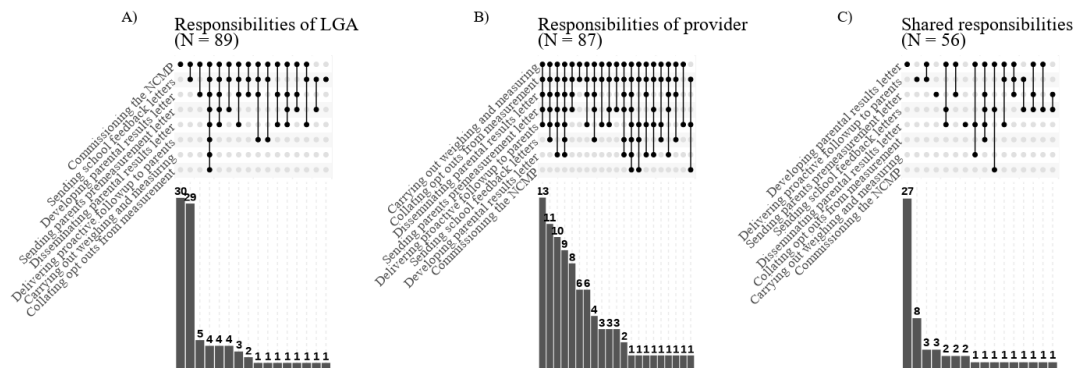 A)
Responsibilities of LGA
(N = 89)
Commissioning the NCMP
Sending school feedback letters
Developing parental results letter
Sending parents premeasurement letter
Disseminating parental results letter
Delivering proactive followup to parents
Carrying out weighing and measuring
Collating opt outs from measurement
30 29 5 4 4 4 3 2 1 1 1 1 1 1 1 1
B)
Responsibilities of provider
(N = 87)
Carrying out weighing and measuring
Collating opt outs from measurement
Disseminating parental results letter
Sending parents premeasurement letter
Delivering proactive followup to parents
Sending school feedback letters
Developing parental results letter
Commissioning the NCMP
13 11 10 9 8 6 6 4 3 3 3 2 1 1 1 1 1 1 1 1 1
C)
Shared responsibilities
(N = 56)
Developing parental results letter
Delivering proactive followup to parents
Sending parents premeasurement letter
Sending school feedback letters
Disseminating parental results letter
Collating opt outs from measurement
Carrying out weighing and measuring
Commissioning the NCMP
27 8 3 3 2 2 2 1 1 1 1 1 1 1 1 1